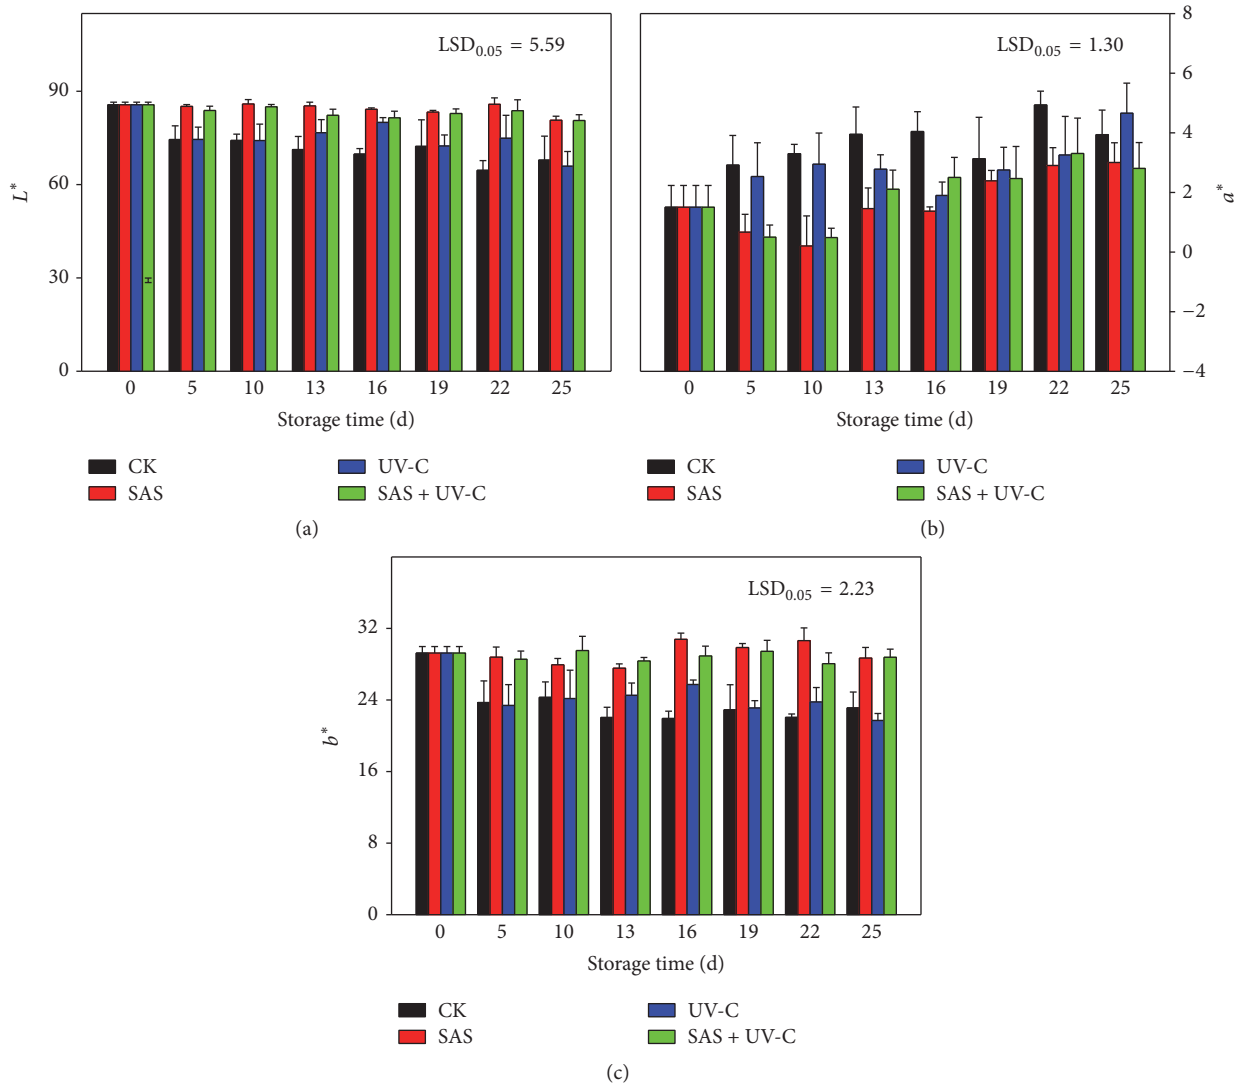 LSD0.05 = 5.59
L*
90
60
30
0
0 5 10 13 16 19 22 25
Storage time (d)
CK UV-C
SAS SAS + UV-C
(a)
LSD0.05 = 1.30
a*
8
6
4
2
0
−2
−4
0 5 10 13 16 19 22 25
Storage time (d)
CK UV-C
SAS SAS + UV-C
(b)
LSD0.05 = 2.23
b*
32
24
16
8
0
0 5 10 13 16 19 22 25
Storage time (d)
CK UV-C
SAS SAS + UV-C
(c)